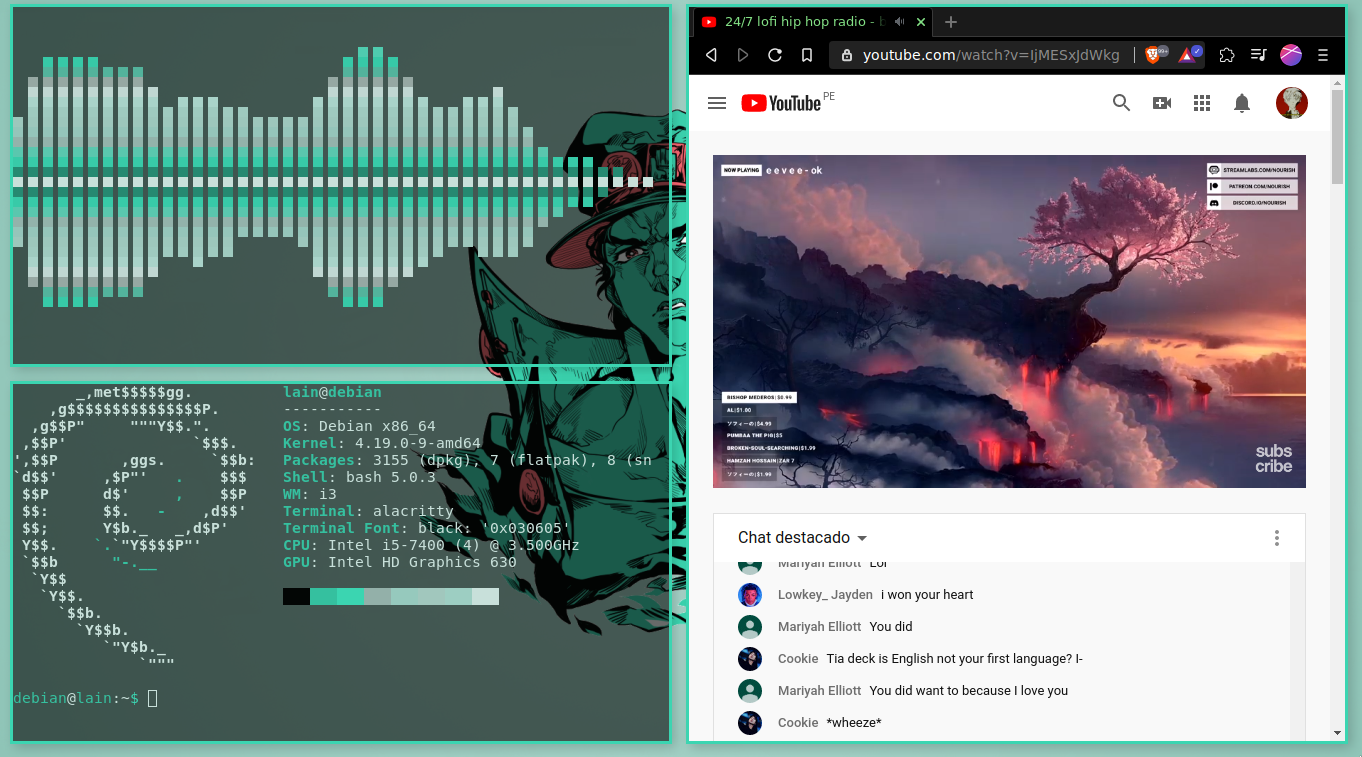 _,met$$$$$gg.
,g$$$$$$$$$$$$$$$P.
,g$$P"     """Y$$.".
,$$P'              `$$$.
',$$P       ,ggs.     `$$b:
`d$$'     ,$P"'   .    $$$
$$P      d$'     ,    $$P
$$:      $$.   -    ,d$$'
$$;      Y$b._   _,d$P'
Y$$.    `.`"Y$$$$P"'
`$$b      "-.__
`Y$$
`Y$$.
`$$b.
`Y$$b.
`"Y$b._
`"""
lain@debian
-----------
OS: Debian x86_64
Kernel: 4.19.0-9-amd64
Packages: 3155 (dpkg), 7 (flatpak), 8 (sn
Shell: bash 5.0.3
WM: i3
Terminal: alacritty
Terminal Font: black: '0x030605'
CPU: Intel i5-7400 (4) @ 3.500GHz
GPU: Intel HD Graphics 630
debian@lain:~$
24/7 lofi hip hop radio - b
youtube.com/watch?v=IjMESxJdWkg
99+
YouTube PE
NOW PLAYING eevee-ok
STREAMLABS.COM/NOURISH
PATREON.COM/NOURISH
DISCORD.IO/NOURISH
BISHOP MEDEROS|$0.99
AL|$1.80
ソフィーの|$4.99
PUMBAA THE PIG|$5
BROKEN-SOUL-SEARCHING|$1.99
HAMZAH HOSSAIN|ZAR 7
ソフィーの|$1.99
subs
cribe
Chat destacado
Mariyah Elliott Lol
Lowkey_ Jayden i won your heart
Mariyah Elliott You did
Cookie Tia deck is English not your first language? I-
Mariyah Elliott You did want to because I love you
Cookie *wheeze*